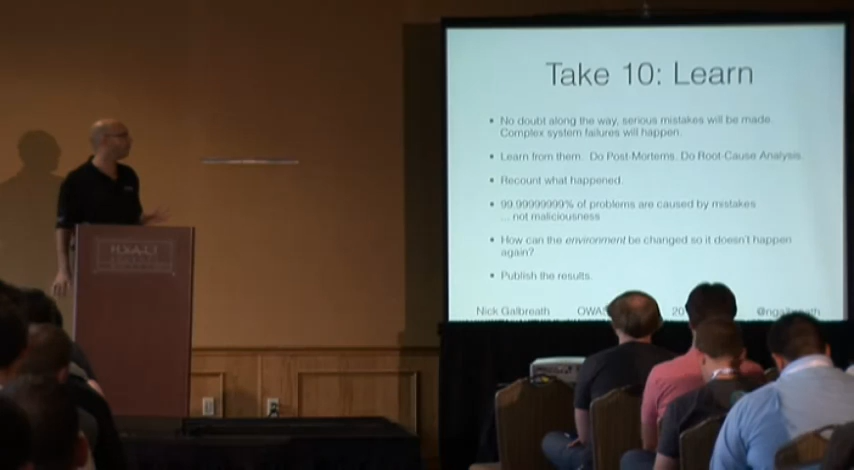 Take 10: Learn
• No doubt along the way, serious mistakes will be made.
Complex system failures will happen.
• Learn from them. Do Post-Mortems. Do Root-Cause Analysis.
• Recount what happened.
• 99.99999999% of problems are caused by mistakes
... not maliciousness
• How can the environment be changed so it doesn't happen
again?
• Publish the results.
Nick Galbreath OWAS 20
HYATT